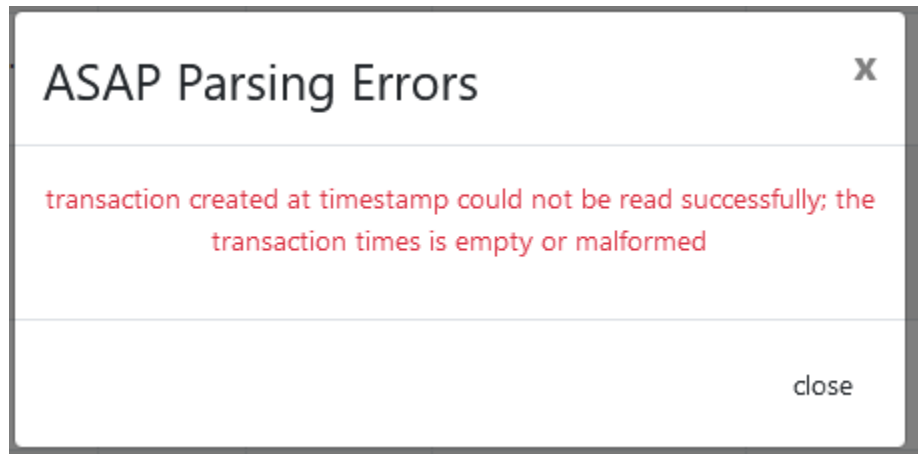 ASAP Parsing Errors
x
transaction created at timestamp could not be read successfully; the
transaction times is empty or malformed
close